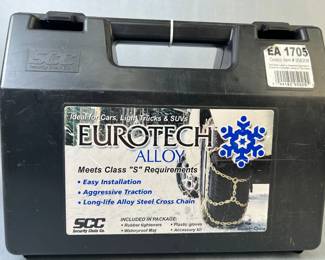 SCC
EA 1705
Ideal for Cars, Light Trucks & SUVs
EUROTECH
ALLOY
Meets Class "S" Requirements
• Easy Installation
• Aggressive Traction
• Long-life Alloy Steel Cross Chain
SCC
Security Chain Co.
INCLUDED IN PACKAGE:
• Rubber tighteners • Plastic gloves
• Waterproof Mat • Accessory kit